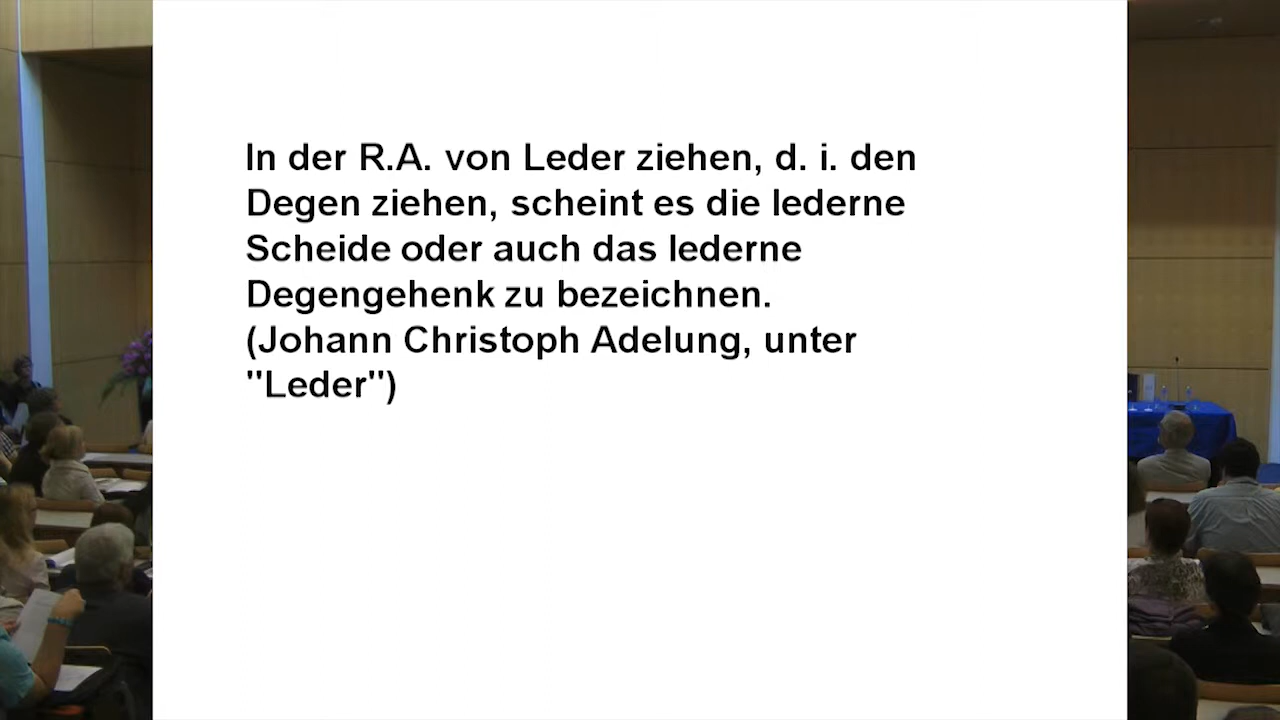 In der R.A. von Leder ziehen, d. i. den
Degen ziehen, scheint es die lederne
Scheide oder auch das lederne
Degengehenk zu bezeichnen.
(Johann Christoph Adelung, unter
"Leder")